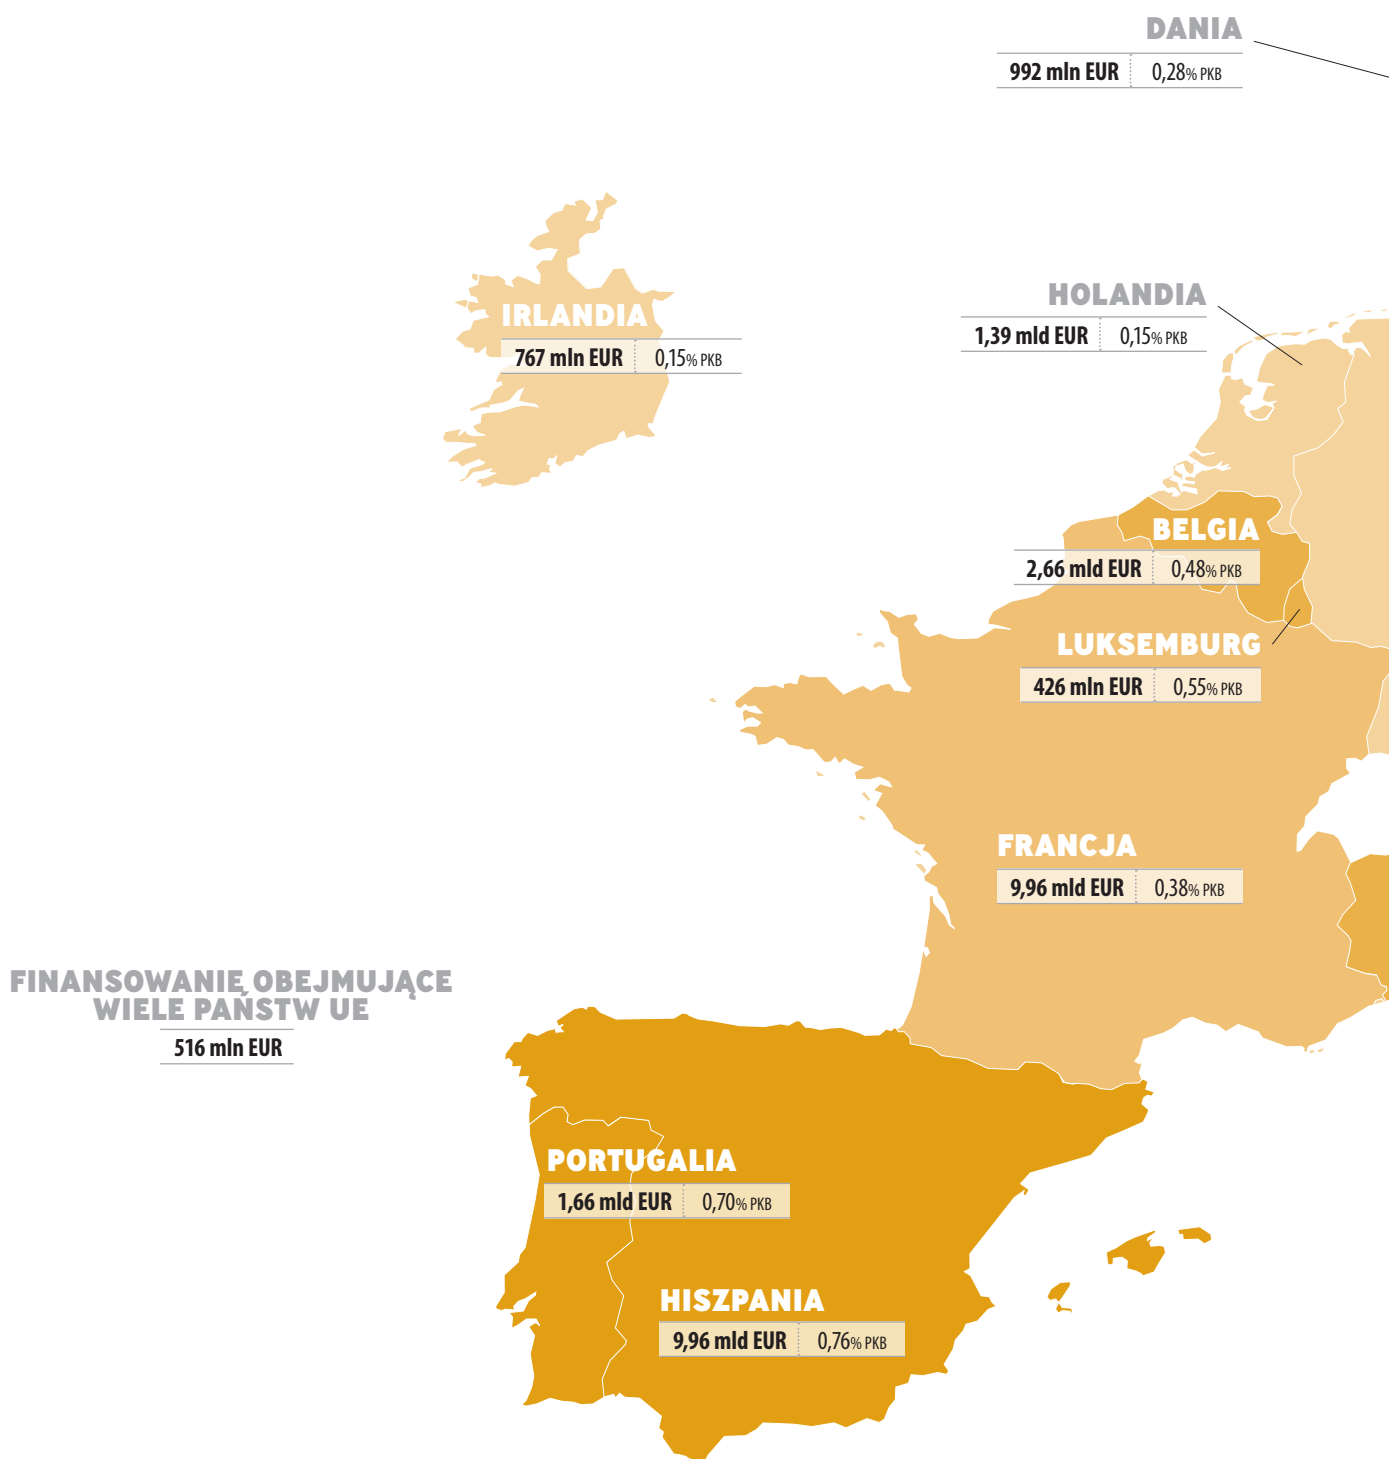 DANIA
992 mln EUR 0,28% PKB
IRLANDIA
767 mln EUR 0,15% PKB
HOLANDIA
1,39 mld EUR 0,15% PKB
BELGIA
2,66 mld EUR 0,48% PKB
LUKSEMBURG
426 mln EUR 0,55% PKB
FRANCJA
9,96 mld EUR 0,38% PKB
FINANSOWANIE OBEJMUJĄCE
WIELE PAŃSTW UE
516 mln EUR
PORTUGALIA
1,66 mld EUR 0,70% PKB
HISZPANIA
9,96 mld EUR 0,76% PKB